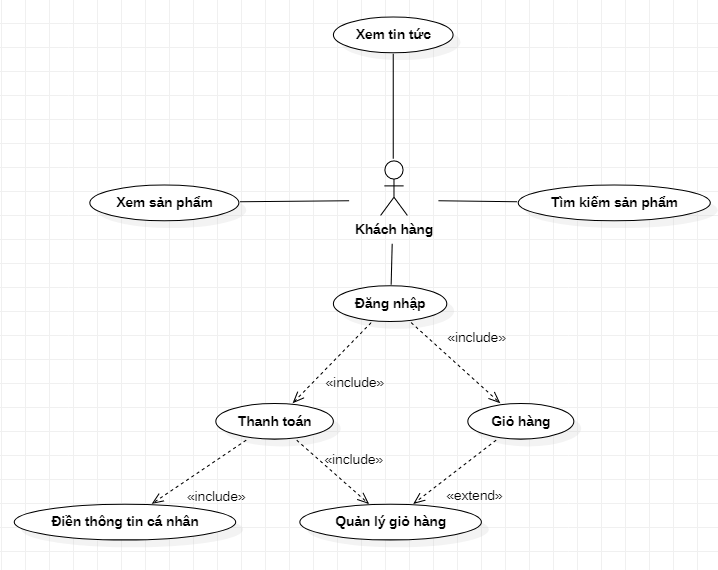 Xem tin tức
Xem sản phẩm
Tìm kiếm sản phẩm
Khách hàng
Đăng nhập
«include»
«include»
Thanh toán
Giỏ hàng
«include»
«include»
«extend»
Điền thông tin cá nhân
Quản lý giỏ hàng